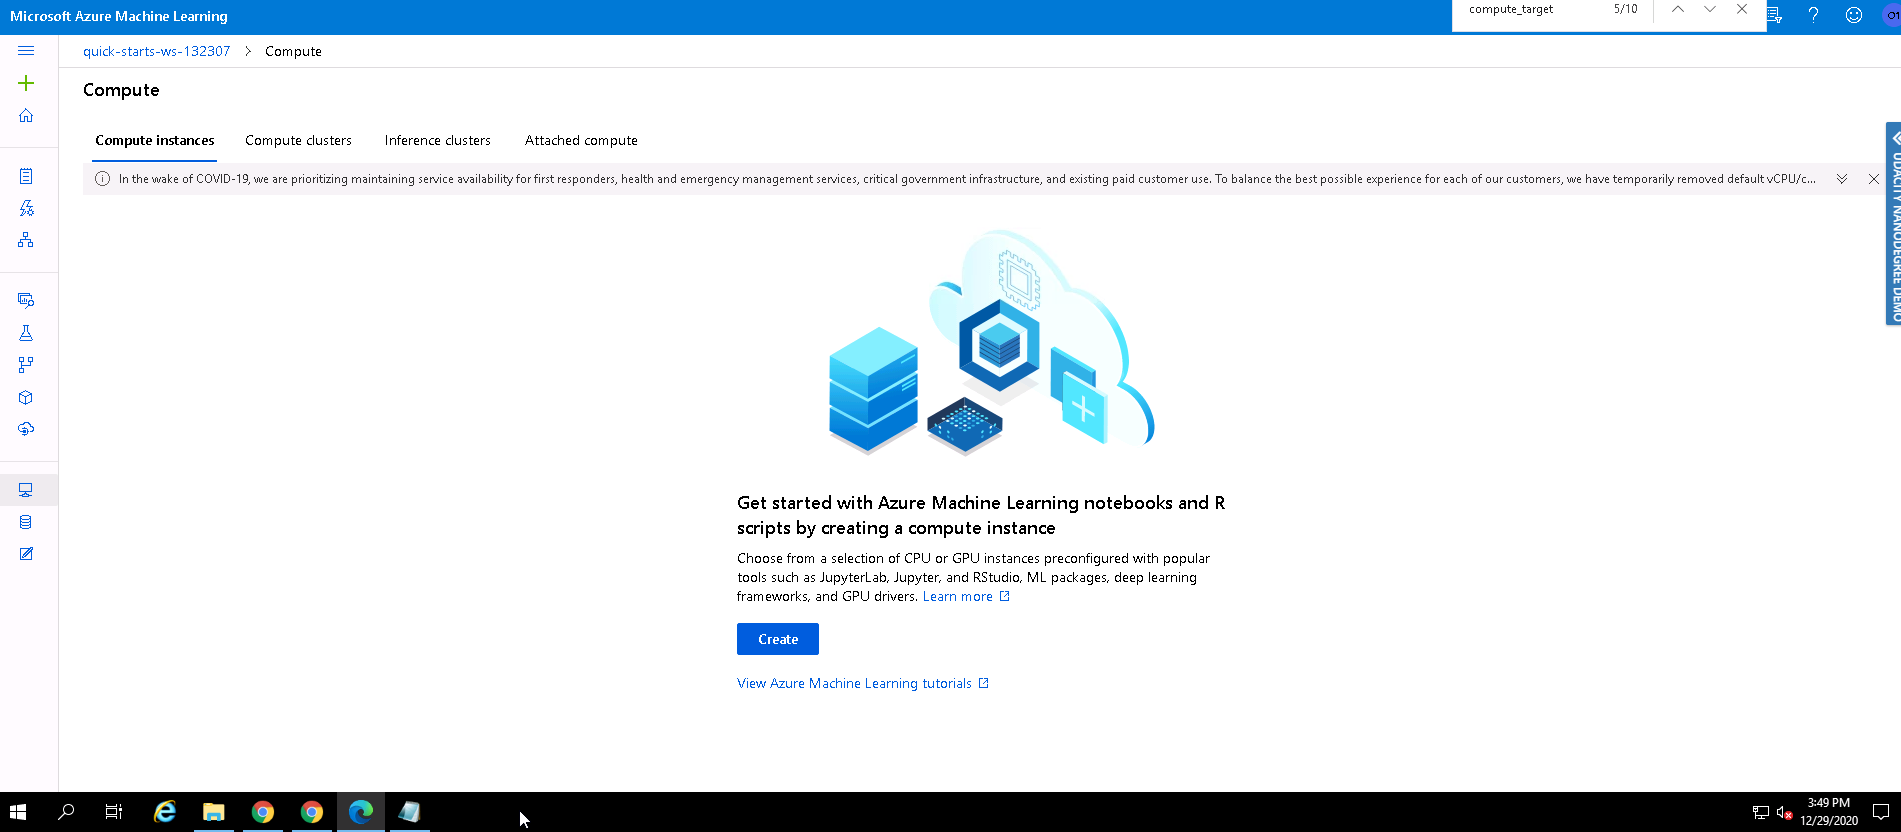 Microsoft Azure Machine Learning
compute_target 5/10
O1
quick-starts-ws-132307 > Compute
Compute
Compute instances Compute clusters Inference clusters Attached compute
In the wake of COVID-19, we are prioritizing maintaining service availability for first responders, health and emergency management services, critical government infrastructure, and existing paid customer use. To balance the best possible experience for each of our customers, we have temporarily removed default vCPU/c...
UDACITY NANODEGREE DEMO
Get started with Azure Machine Learning notebooks and R
scripts by creating a compute instance
Choose from a selection of CPU or GPU instances preconfigured with popular
tools such as JupyterLab, Jupyter, and RStudio, ML packages, deep learning
frameworks, and GPU drivers. Learn more
Create
View Azure Machine Learning tutorials
3:49 PM
12/29/2020